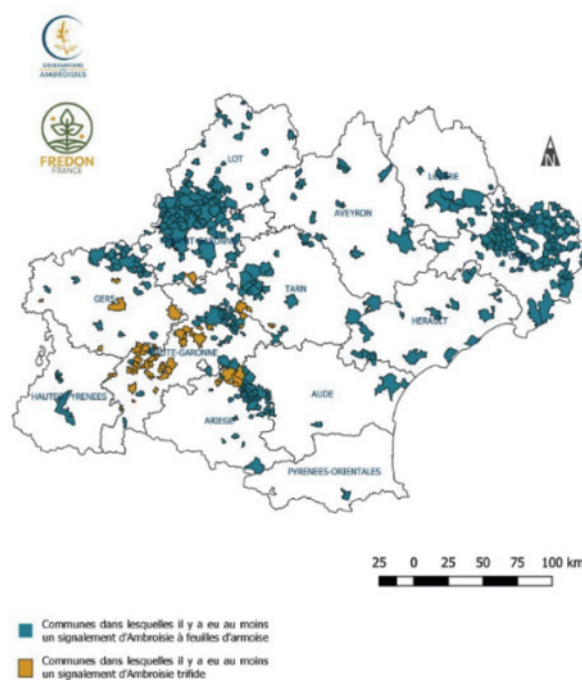 OBSERVATOIRE
DES
AMBROISIES
FREDON
FRANCE
N
LOT
LOZERE
AVEYRON
GARD
TARN
GERS
HERAULT
HAUTE-GARONNE
HAUTES-PYRENEES
AUDE
ARIEGE
PYRENEES-ORIENTALES
25 0 25 50 75 100 km
Communes dans lesquelles il y a eu au moins
un signalement d'Ambroisie à feuilles d'armoise
Communes dans lesquelles il y a eu au moins
un signalement d'Ambroisie trifide